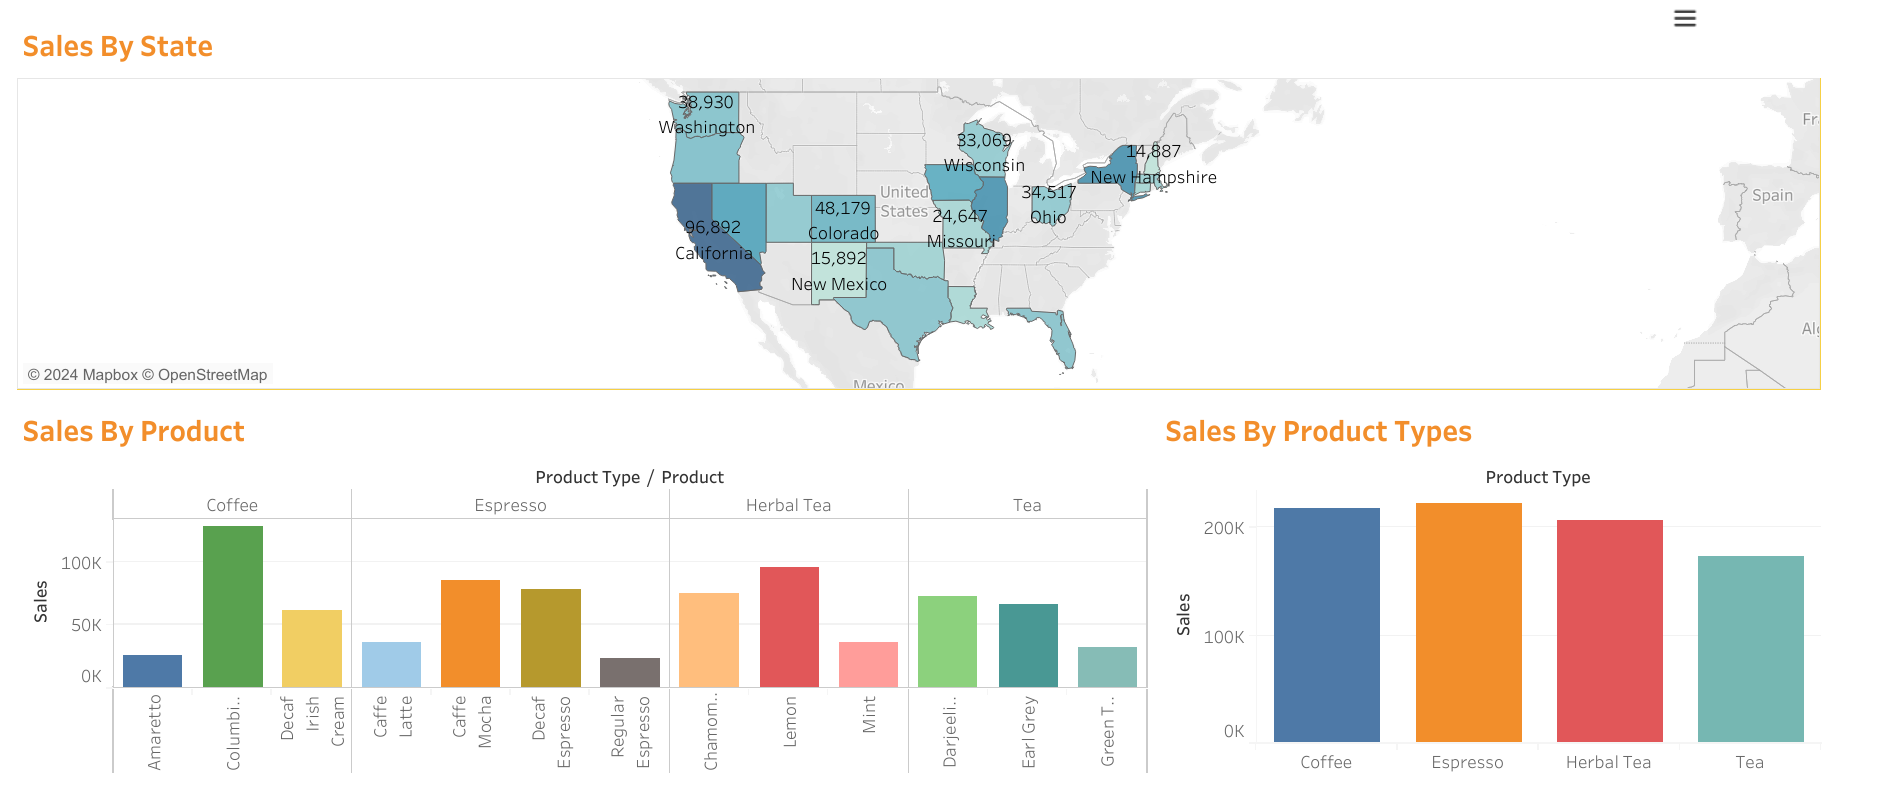 Sales By State
38,930
Washington
33,069
Wisconsin
14,887
New Hampshire
34,517
Ohio
United
States
48,179
Colorado
24,647
Missouri
96,892
California
15,892
New Mexico
Mexico
Fr
Spain
Alg
© 2024 Mapbox © OpenStreetMap
Sales By Product
Product Type / Product
Coffee
Espresso
Herbal Tea
Tea
Sales
100K
50K
0K
Amaretto
Columbi..
Decaf
Irish
Cream
Caffe
Latte
Caffe
Mocha
Decaf
Espresso
Regular
Espresso
Chamom..
Lemon
Mint
Darjeeli..
Earl Grey
Green T..
Sales By Product Types
Product Type
Sales
200K
100K
0K
Coffee
Espresso
Herbal Tea
Tea